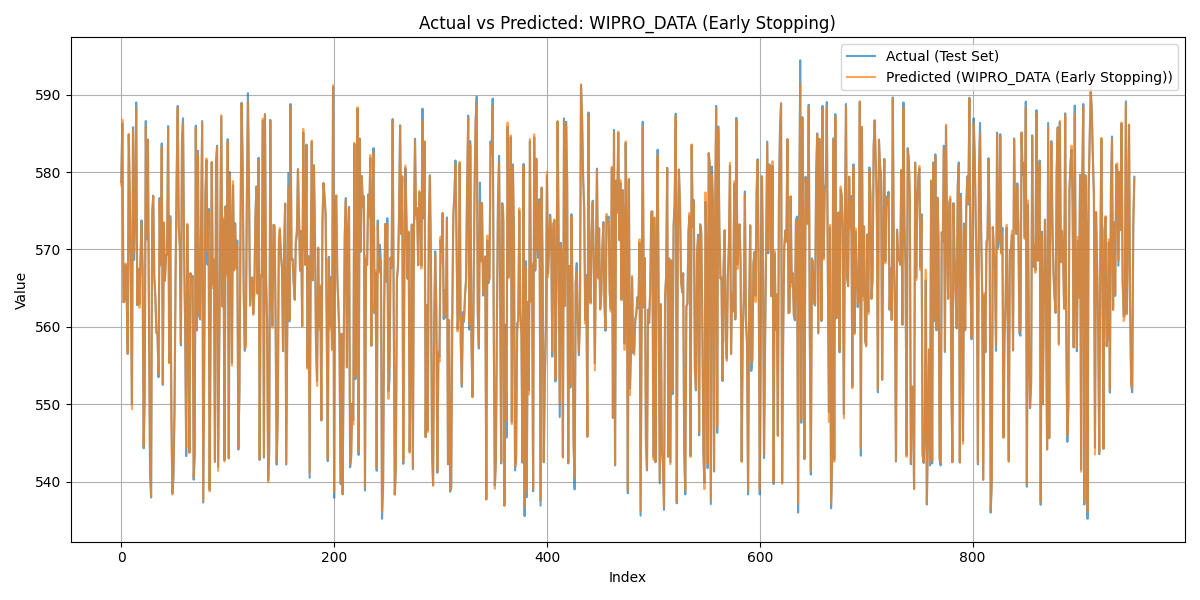 Actual vs Predicted: WIPRO_DATA (Early Stopping)
Actual (Test Set)
Predicted (WIPRO_DATA (Early Stopping))
Value
590
580
570
560
550
540
0
200
400
600
800
Index